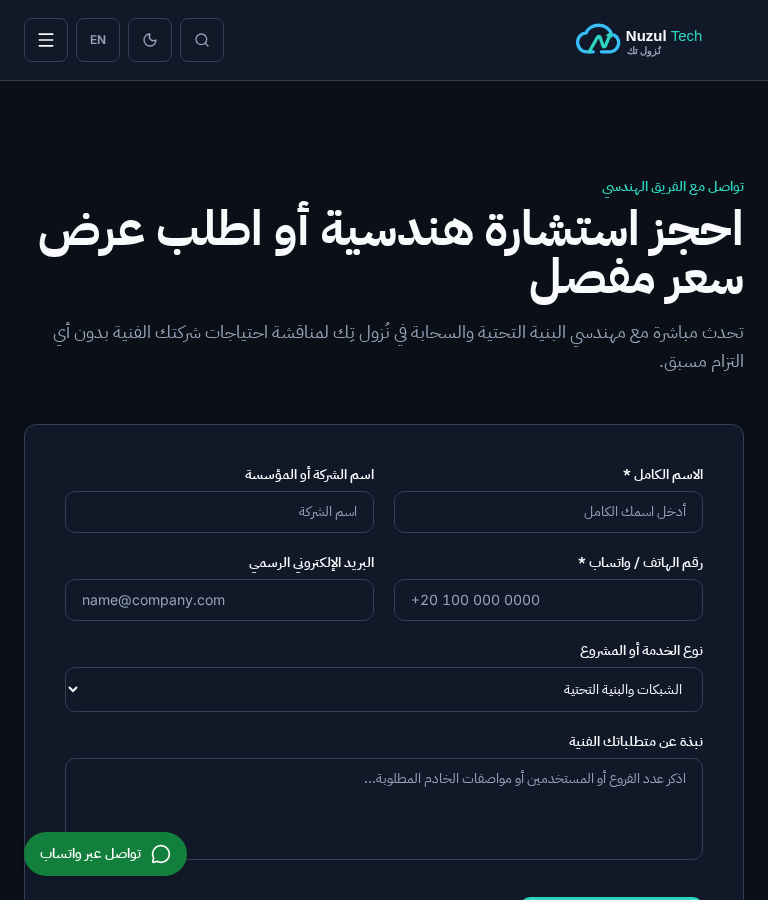 Nuzul Tech
نُزول تك
EN
تواصل مع الفريق الهندسي
احجز استشارة هندسية أو اطلب عرض
سعر مفصل
تحدث مباشرة مع مهندسي البنية التحتية والسحابة في نُزول تِك لمناقشة احتياجات شركتك الفنية بدون أي
التزام مسبق.
الاسم الكامل *
اسم الشركة أو المؤسسة
أدخل اسمك الكامل
اسم الشركة
رقم الهاتف / واتساب *
البريد الإلكتروني الرسمي
+20 100 000 0000
name@company.com
نوع الخدمة أو المشروع
الشبكات والبنية التحتية
نبذة عن متطلباتك الفنية
اذكر عدد الفروع أو المستخدمين أو مواصفات الخادم المطلوبة...
تواصل عبر واتساب